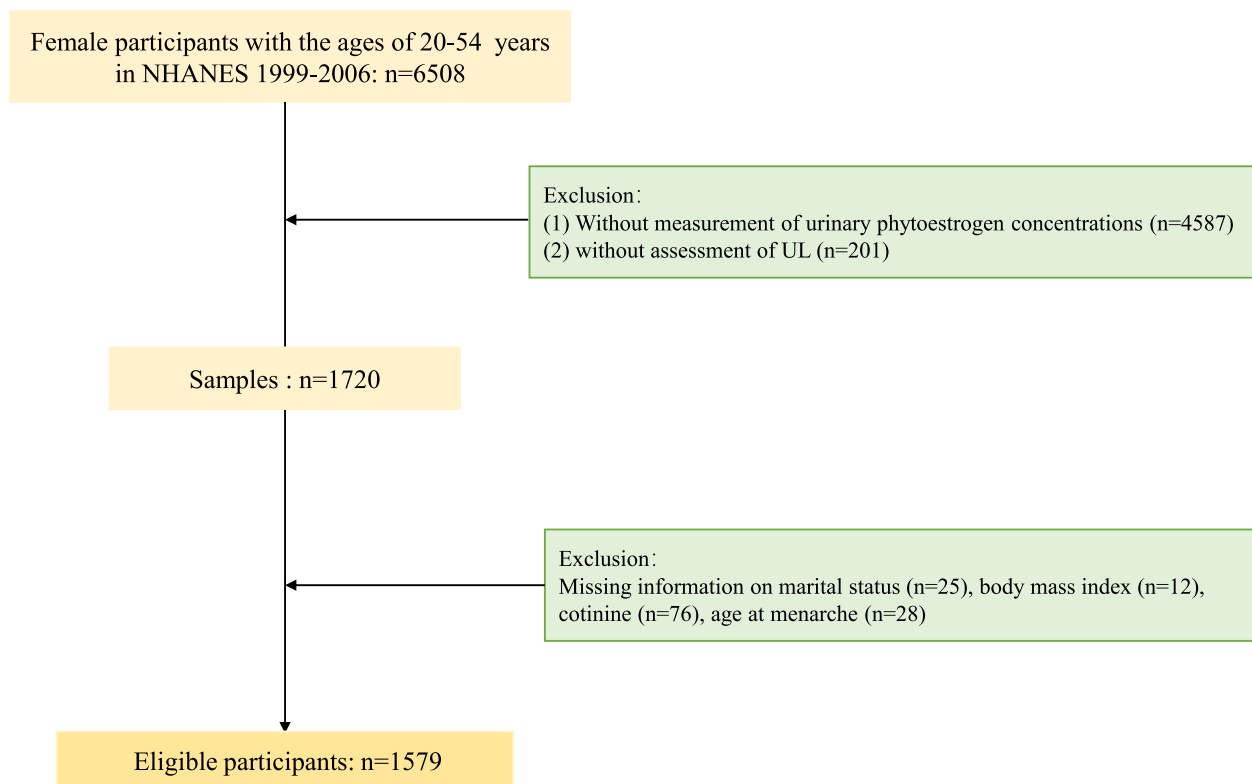 Female participants with the ages of 20-54 years
in NHANES 1999-2006: n=6508
Exclusion：
(1) Without measurement of urinary phytoestrogen concentrations (n=4587)
(2) without assessment of UL (n=201)
Samples : n=1720
Exclusion：
Missing information on marital status (n=25), body mass index (n=12),
cotinine (n=76), age at menarche (n=28)
Eligible participants: n=1579